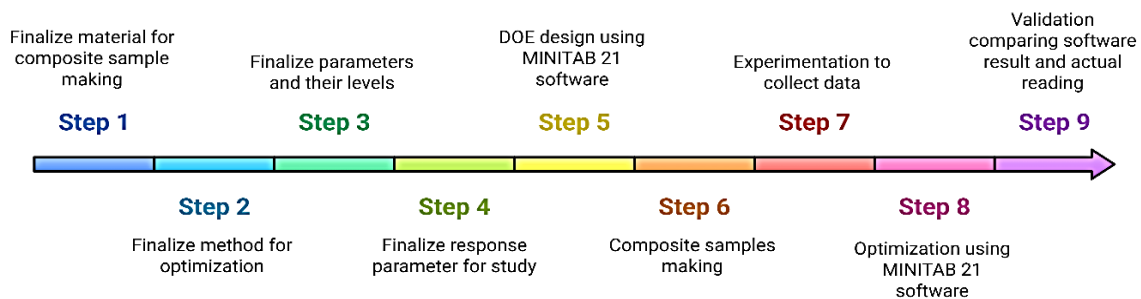 Finalize material for
composite sample
making
Step 1
Step 2
Finalize method for
optimization
Finalize parameters
and their levels
Step 3
Step 4
Finalize response
parameter for study
DOE design using
MINITAB 21
software
Step 5
Step 6
Composite samples
making
Experimentation to
collect data
Step 7
Step 8
Optimization using
MINITAB 21
software
Validation
comparing software
result and actual
reading
Step 9